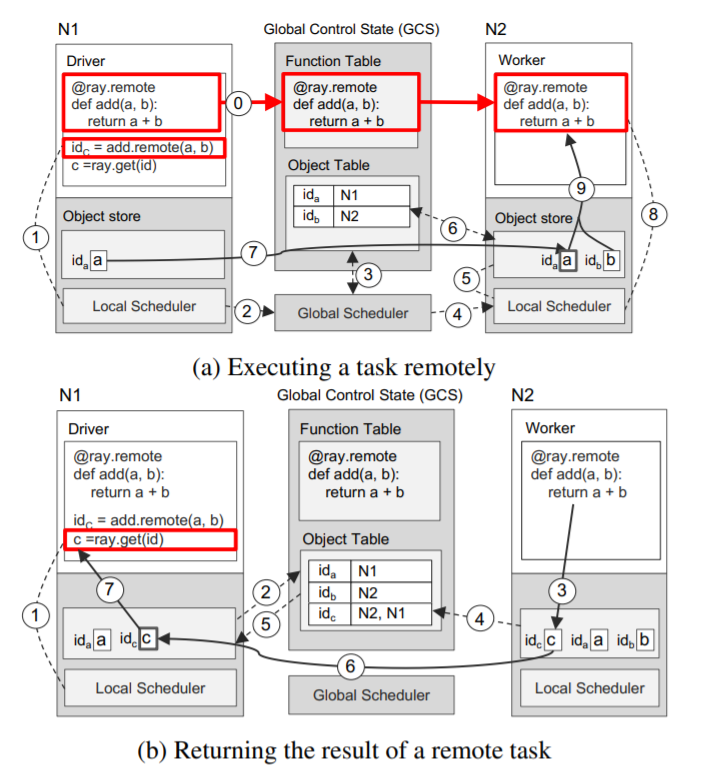 N1
Global Control State (GCS)
N2
Driver
Function Table
Worker
@ray.remote
def add(a, b):
return a + b
0
@ray.remote
def add(a, b):
return a + b
@ray.remote
def add(a, b):
return a + b
idc = add.remote(a, b)
c =ray.get(id)
Object Table
ida N1
idb N2
9
8
1
Object store
6
Object store
ida a
7
ida a idb b
3
5
Local Scheduler
2
Global Scheduler
4
Local Scheduler
(a) Executing a task remotely
N1
Global Control State (GCS)
N2
Driver
Function Table
Worker
@ray.remote
def add(a, b):
return a + b
@ray.remote
def add(a, b):
return a + b
@ray.remote
def add(a, b):
return a + b
idc = add.remote(a, b)
c =ray.get(id)
Object Table
ida N1
idb N2
idc N2, N1
1
7
2
5
4
3
ida a idc c
idc c ida a idb b
6
Local Scheduler
Global Scheduler
Local Scheduler
(b) Returning the result of a remote task